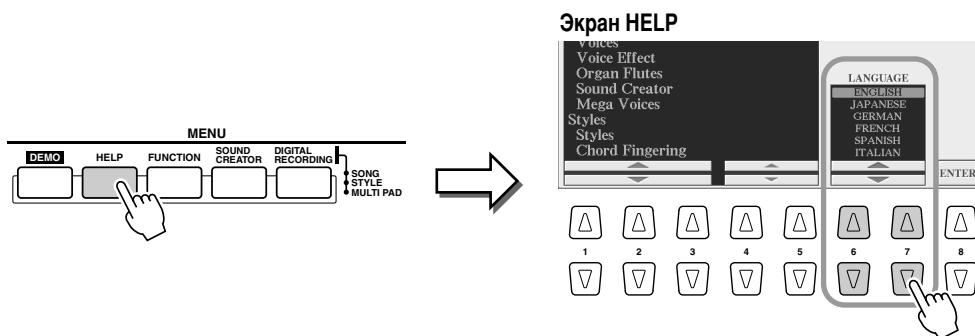 Экран HELP
MENU
DEMO
HELP
FUNCTION
SOUND CREATOR
DIGITAL RECORDING
SONG
STYLE
MULTI PAD
Voices
Voice Effect
Organ Flutes
Sound Creator
Mega Voices
Styles
Styles
Chord Fingering
LANGUAGE
ENGLISH
JAPANESE
GERMAN
FRENCH
SPANISH
ITALIAN
ENTER
1 2 3 4 5 6 7 8